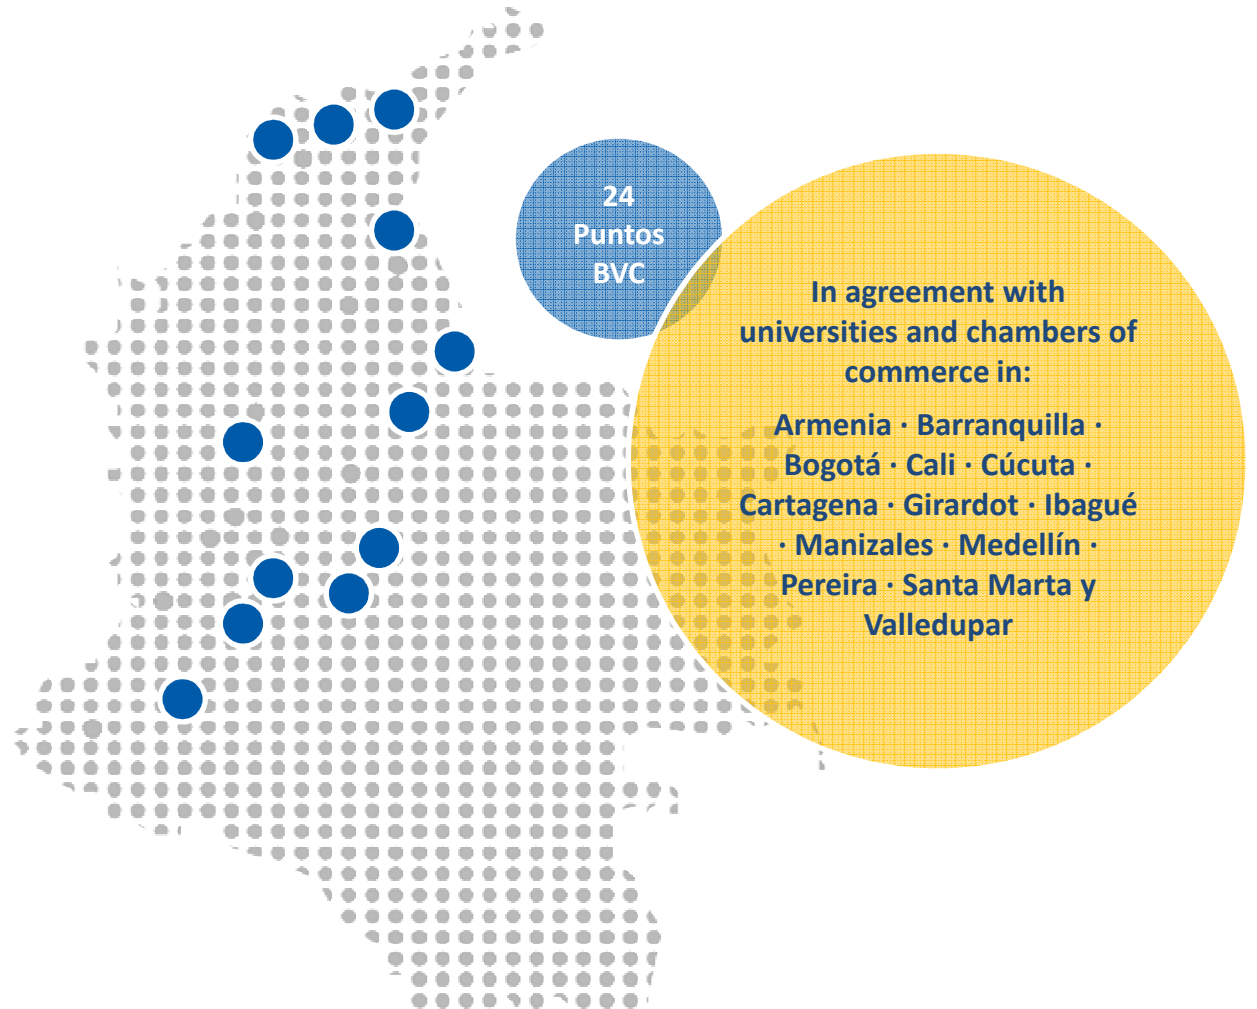 24
Puntos
BVC
In agreement with
universities and chambers of
commerce in:
Armenia · Barranquilla ·
Bogotá · Cali · Cúcuta ·
Cartagena · Girardot · Ibagué
· Manizales · Medellín ·
Pereira · Santa Marta y
Valledupar